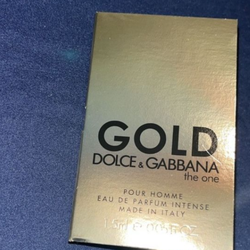 GOLD
DOLCE & GABBANA
the one
POUR HOMME
EAU DE PARFUM INTENSE
MADE IN ITALY